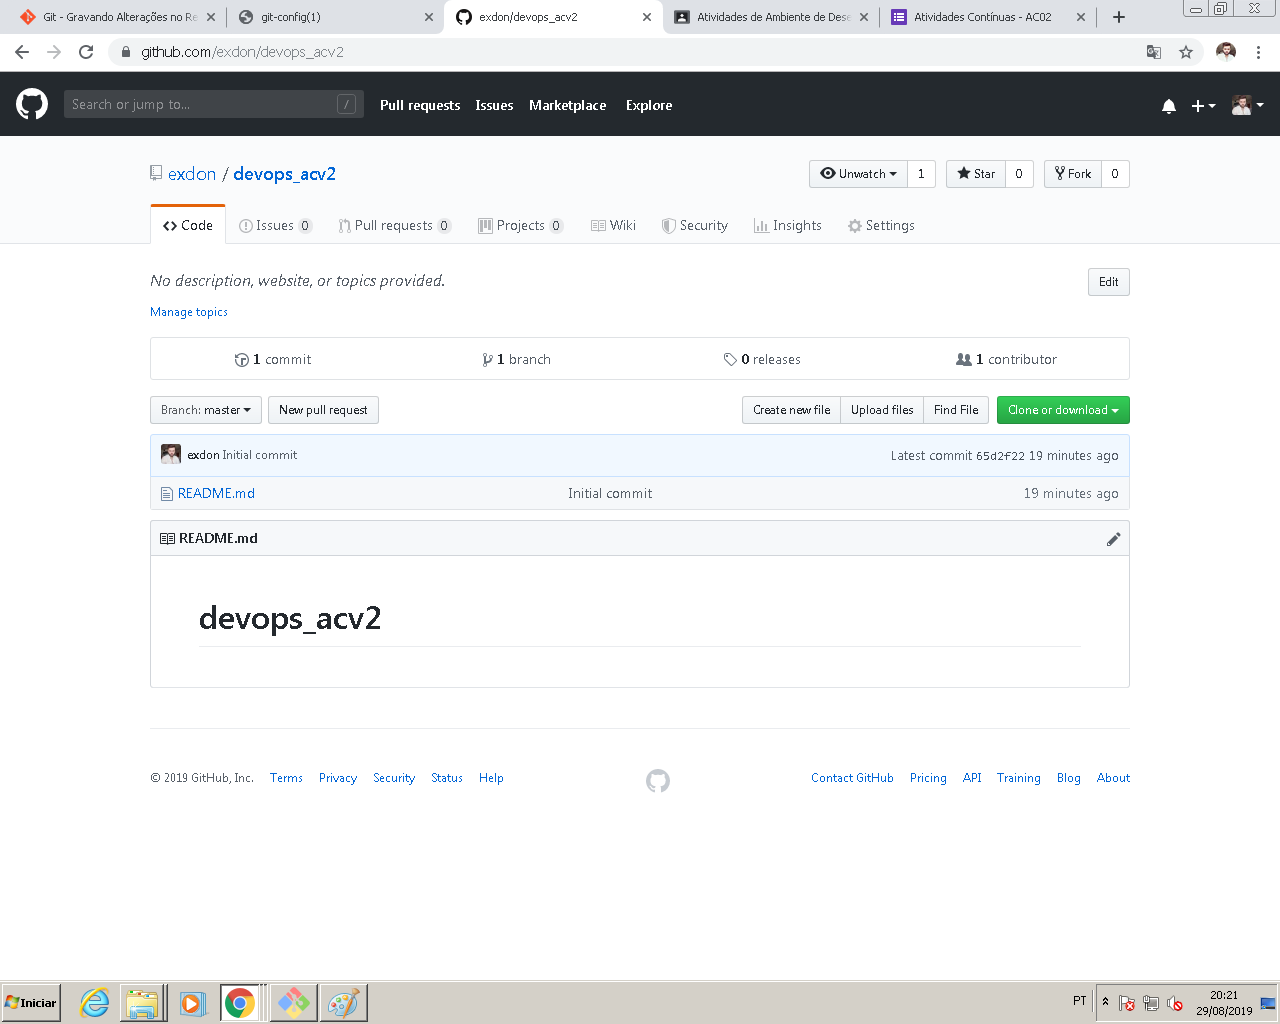 Git - Gravando Alterações no Re
git-config(1)
exdon/devops_acv2
Atividades de Ambiente de Dese
Atividades Contínuas - AC02
github.com/exdon/devops_acv2
Search or jump to... /
Pull requests Issues Marketplace Explore
exdon / devops_acv2
Unwatch 1 Star 0 Fork 0
Code Issues 0 Pull requests 0 Projects 0 Wiki Security Insights Settings
No description, website, or topics provided.
Edit
Manage topics
1 commit 1 branch 0 releases 1 contributor
Branch: master New pull request Create new file Upload files Find File Clone or download
exdon Initial commit Latest commit 65d2f22 19 minutes ago
README.md Initial commit 19 minutes ago
README.md
devops_acv2
© 2019 GitHub, Inc. Terms Privacy Security Status Help Contact GitHub Pricing API Training Blog About
Iniciar
PT
20:21
29/08/2019